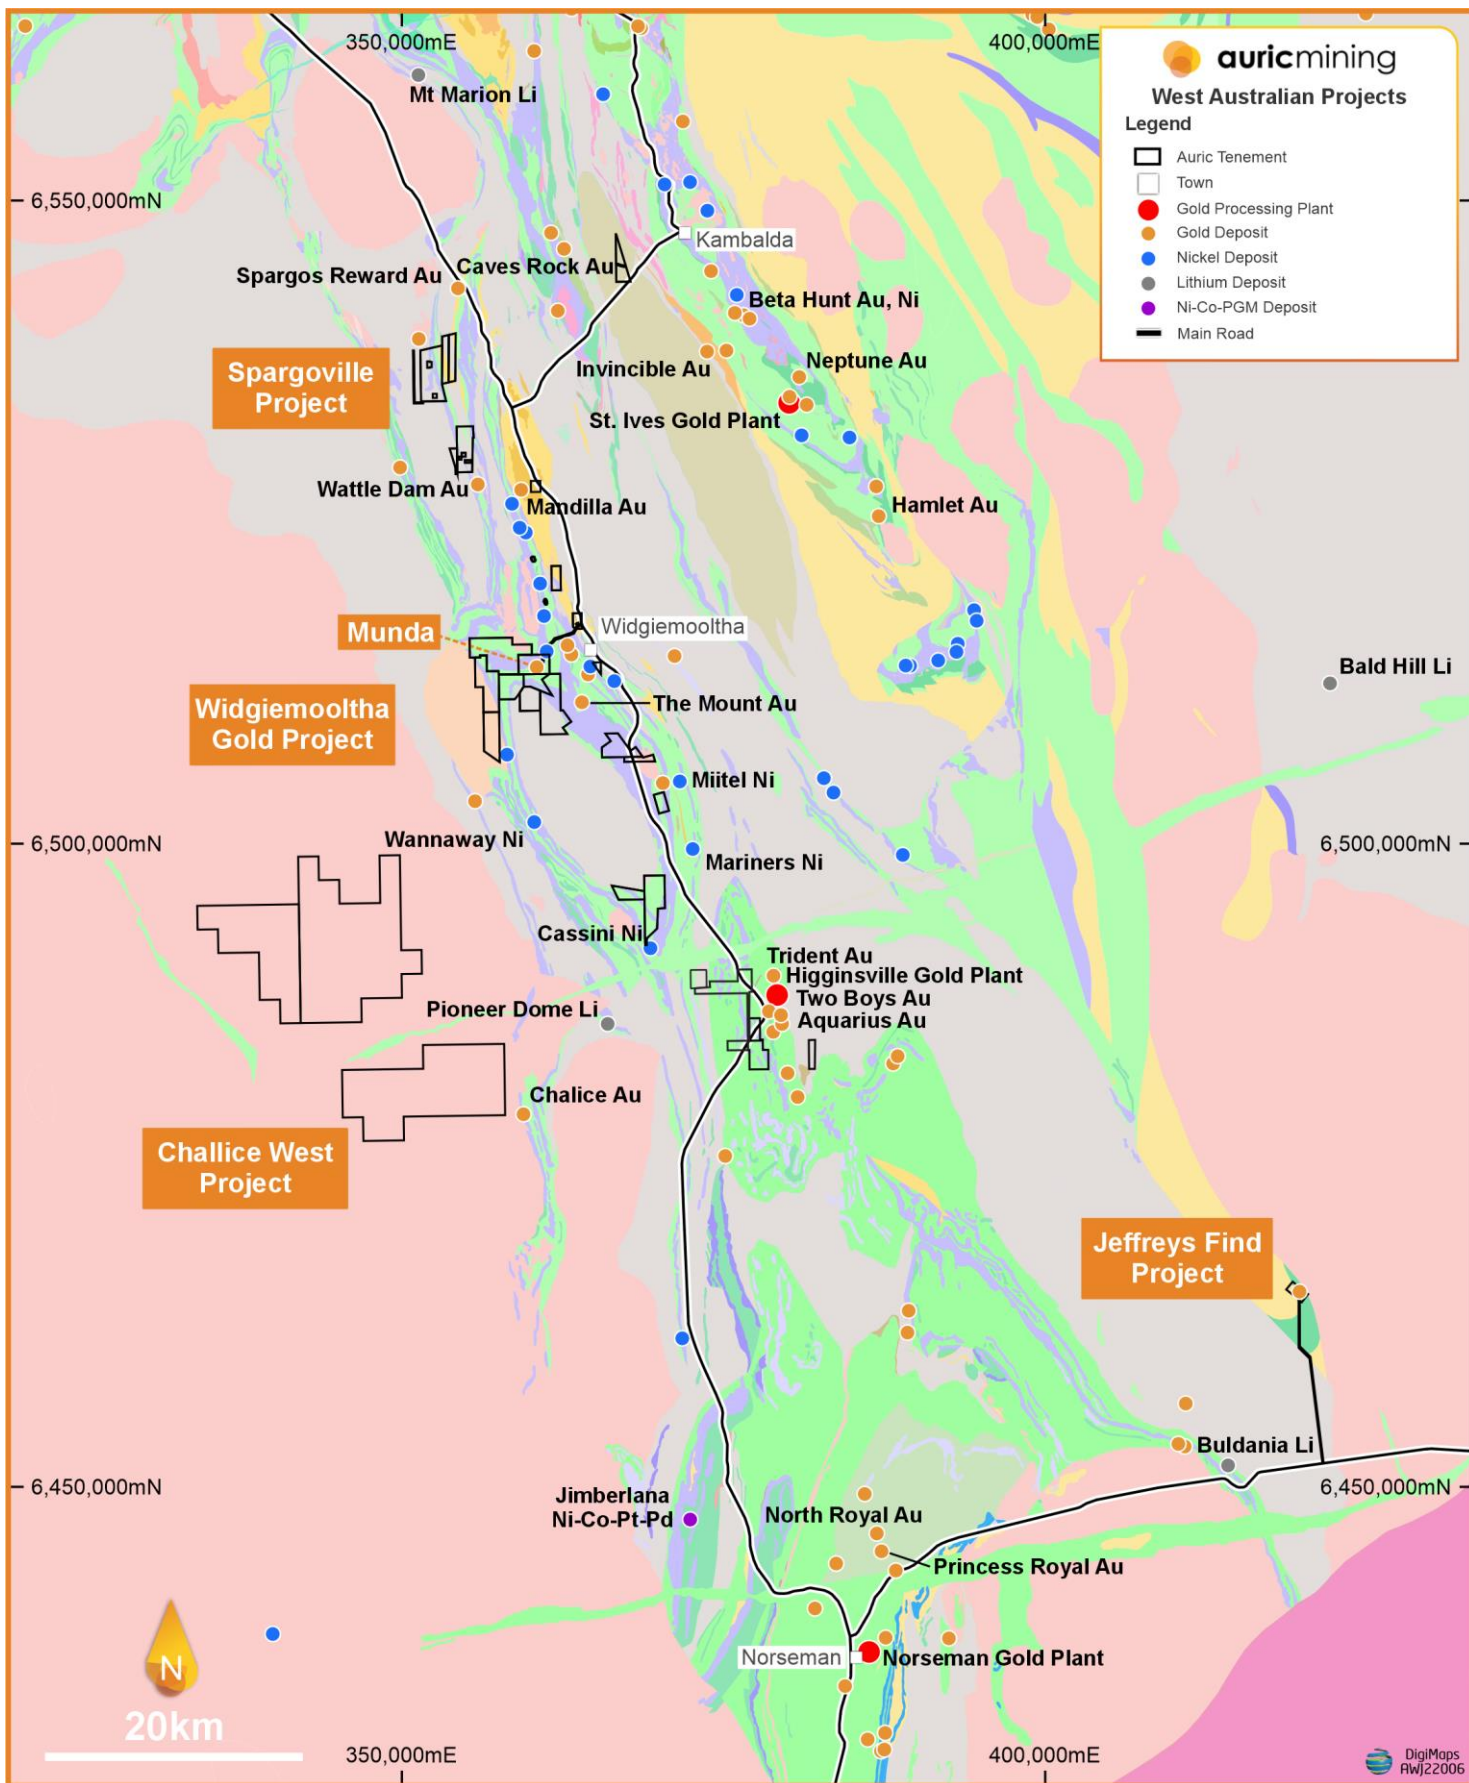 350,000mE
400,000mE
auricmining
West Australian Projects
Legend
Auric Tenement
Town
Gold Processing Plant
Gold Deposit
Nickel Deposit
Lithium Deposit
Ni-Co-PGM Deposit
Main Road
Mt Marion Li
6,550,000mN
Kambalda
Spargos Reward Au
Caves Rock Au
Beta Hunt Au, Ni
Spargoville
Project
Invincible Au
Neptune Au
St. Ives Gold Plant
Wattle Dam Au
Mandilla Au
Hamlet Au
Munda
Widgiemooltha
Bald Hill Li
Widgiemooltha
Gold Project
The Mount Au
Miitel Ni
Wannaway Ni
6,500,000mN
6,500,000mN
Mariners Ni
Cassini Ni
Trident Au
Higginsville Gold Plant
Two Boys Au
Pioneer Dome Li
Aquarius Au
Chalice Au
Challice West
Project
Jeffreys Find
Project
Buldania Li
6,450,000mN
6,450,000mN
Jimberlana
Ni-Co-Pt-Pd
North Royal Au
Princess Royal Au
Norseman
Norseman Gold Plant
N
20km
350,000mE
400,000mE
DigiMaps
AWJ22006